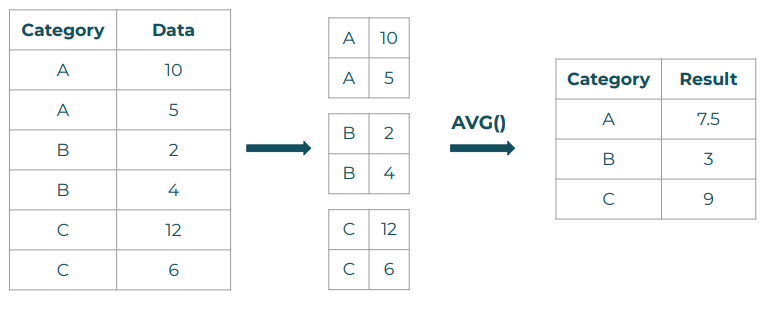 Category Data
A 10
A 5
B 2
B 4
C 12
C 6
A 10
A 5
B 2
B 4
C 12
C 6
AVG()
Category Result
A 7.5
B 3
C 9